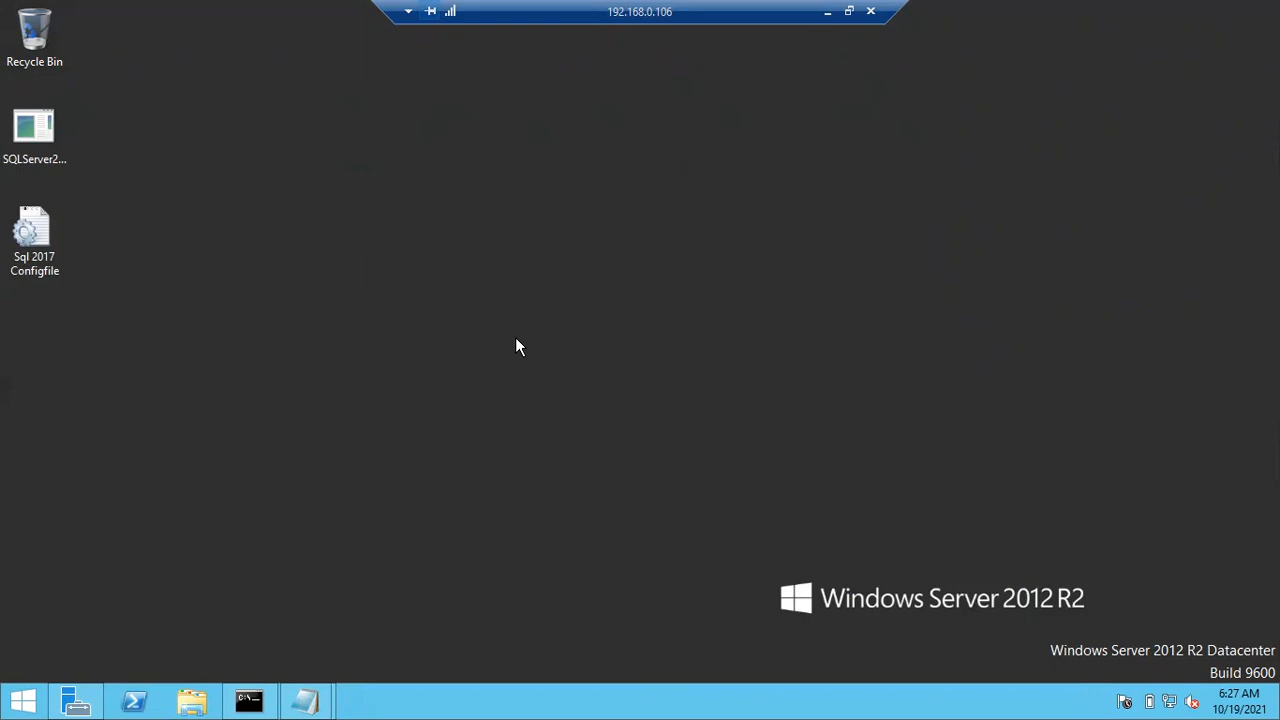 192.168.0.106
Recycle Bin
SQLServer2...
Sql 2017
Configfile
Windows Server 2012 R2
Windows Server 2012 R2 Datacenter
Build 9600
6:27 AM
10/19/2021